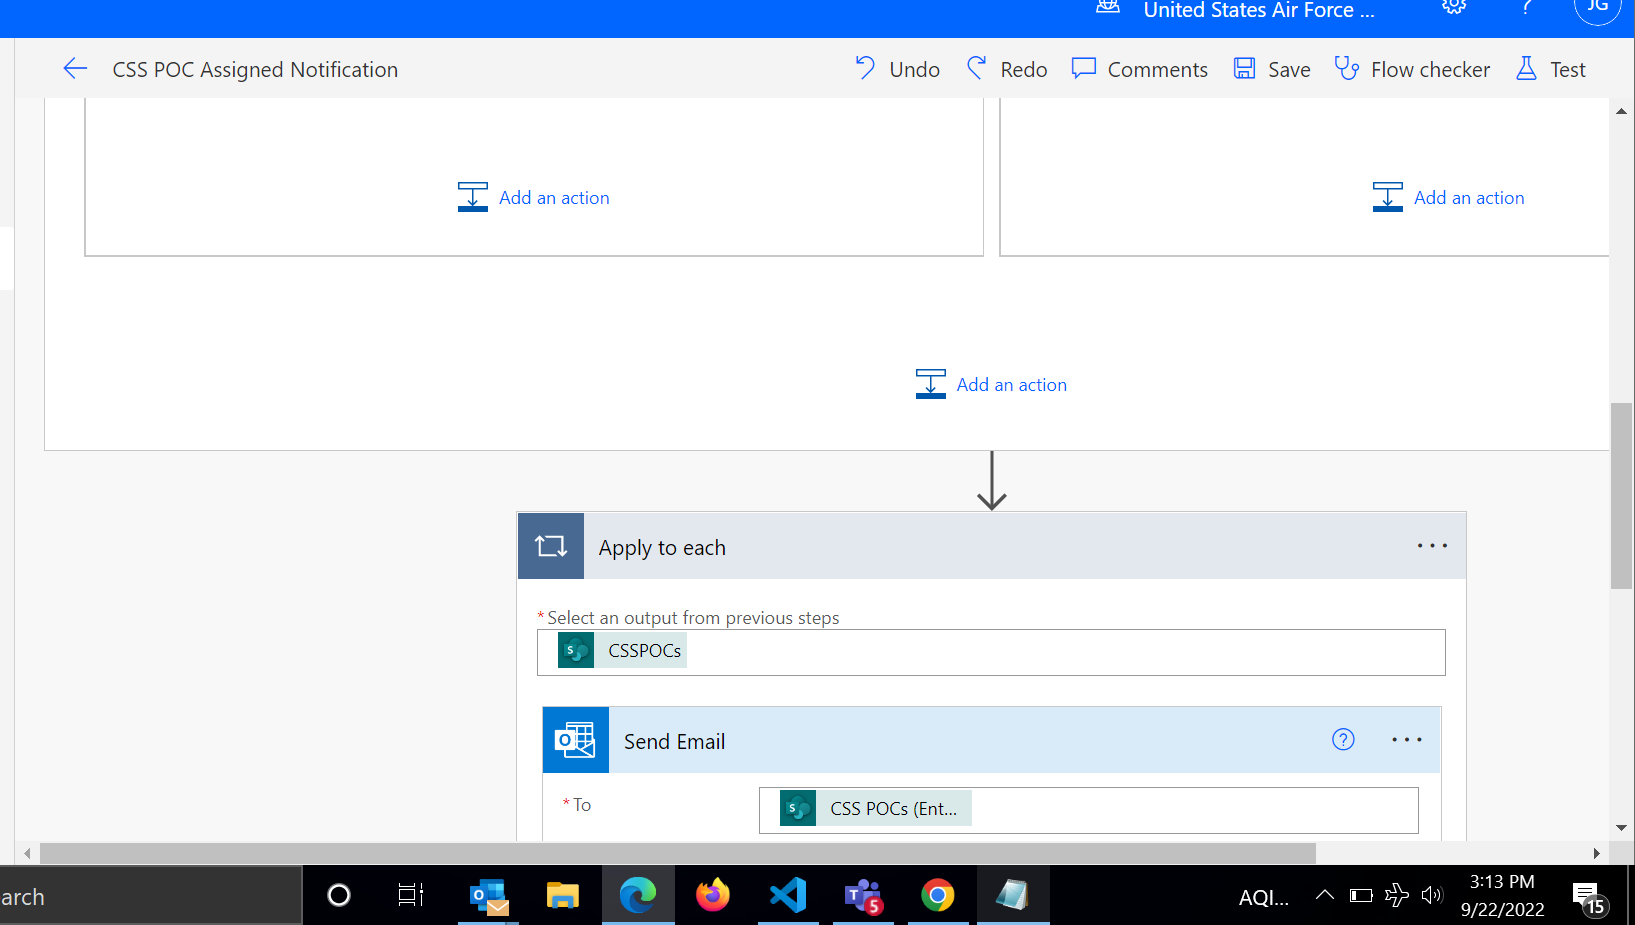 United States Air Force ...
JG
CSS POC Assigned Notification
Undo
Redo
Comments
Save
Flow checker
Test
Add an action
Add an action
Add an action
Apply to each
* Select an output from previous steps
S CSSPOCs
O Send Email
?
* To
S CSS POCs (Ent...
arch
AQI...
3:13 PM
9/22/2022
5
15